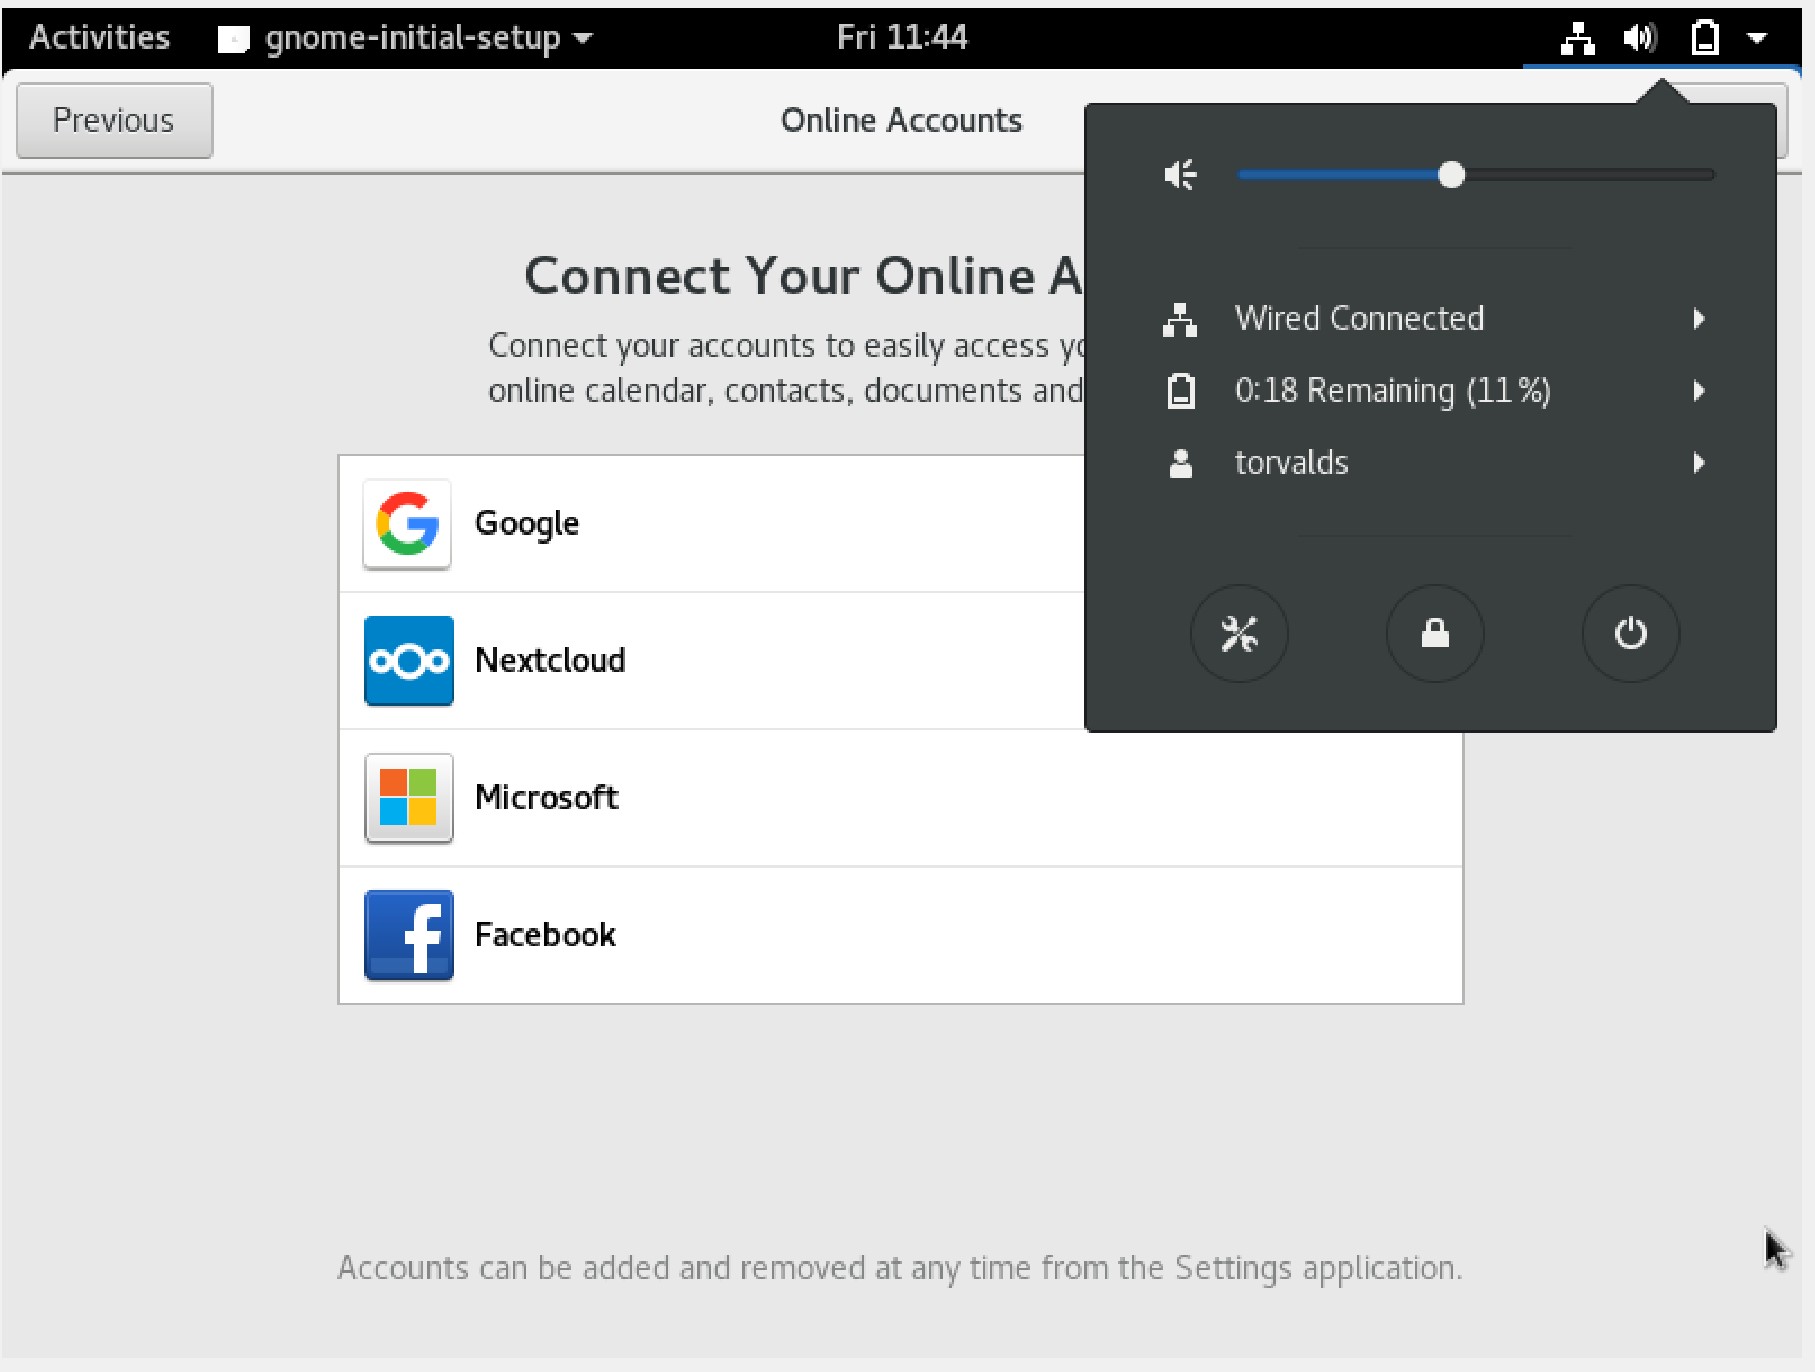 Activities gnome-initial-setup Fri 11:44
Previous Online Accounts
Connect Your Online A
Connect your accounts to easily access yo
online calendar, contacts, documents and
Google
Nextcloud
Microsoft
Facebook
Wired Connected
0:18 Remaining (11 %)
torvalds
Accounts can be added and removed at any time from the Settings application.